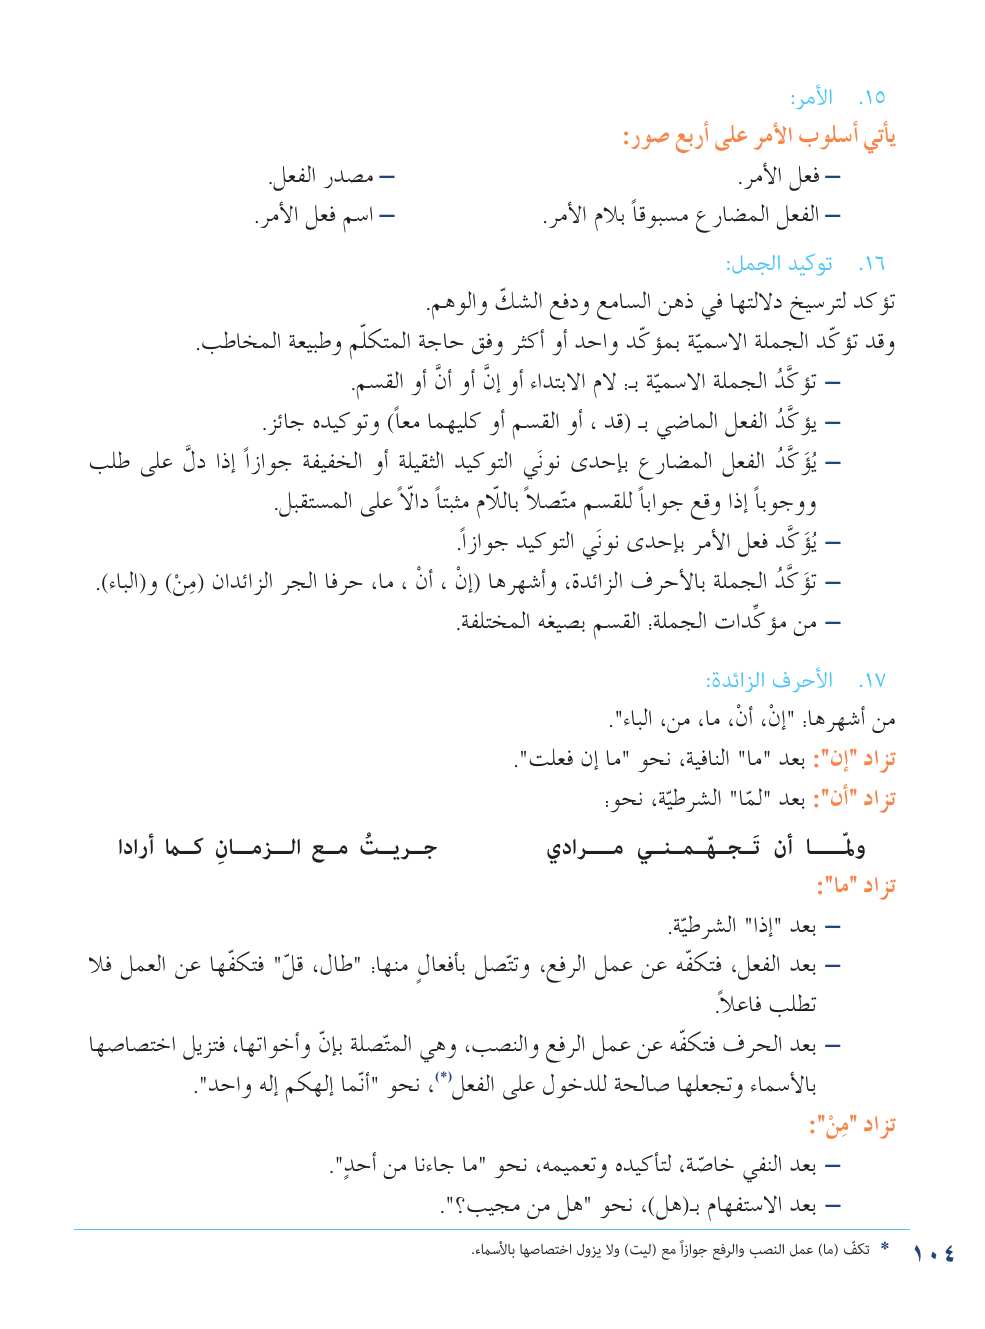 ١٥. الأمر:
يأتي أسلوب الأمر على أربع صور:
– فعل الأمر. – مصدر الفعل.
– الفعل المضارع مسبوقاً بلام الأمر. – اسم فعل الأمر.
١٦. توكيد الجمل:
تؤكد لترسيخ دلالتها في ذهن السامع ودفع الشكّ والوهم.
وقد تؤكّد الجملة الاسميّة بمؤكّد واحد أو أكثر وفق حاجة المتكلّم وطبيعة المخاطب.
– تؤكَّدُ الجملة الاسميّة بـ: لام الابتداء أو إنَّ أو أنَّ أو القسم.
– يؤكَّدُ الفعل الماضي بـ (قد ، أو القسم أو كليهما معاً) وتوكيده جائز.
– يُؤَكَّدُ الفعل المضارع بإحدى نونَي التوكيد الثقيلة أو الخفيفة جوازاً إذا دلَّ على طلب
ووجوباً إذا وقع جواباً للقسم متّصلاً باللّام مثبتاً دالّاً على المستقبل.
– يُؤَكَّد فعل الأمر بإحدى نونَي التوكيد جوازاً.
– تؤَكَّدُ الجملة بالأحرف الزائدة، وأشهرها (إنْ ، أنْ ، ما، حرفا الجر الزائدان (مِنْ) و(الباء).
– من مؤكِّدات الجملة: القسم بصيغه المختلفة.
١٧. الأحرف الزائدة:
من أشهرها: "إنْ، أنْ، ما، من، الباء".
تزاد "إن": بعد "ما" النافية، نحو "ما إن فعلت".
تزاد "أن": بعد "لمّا" الشرطيّة، نحو:
ولمّــــا أن تَـجـهّـمـنـي مـــرادي جـريـتُ مـع الـزمـانِ كـما أرادا
تزاد "ما":
– بعد "إذا" الشرطيّة.
– بعد الفعل، فتكفّه عن عمل الرفع، وتتّصل بأفعالٍ منها: "طال، قلّ" فتكفّها عن العمل فلا
تطلب فاعلاً.
– بعد الحرف فتكفّه عن عمل الرفع والنصب، وهي المتّصلة بإنّ وأخواتها، فتزيل اختصاصها
بالأسماء وتجعلها صالحة للدخول على الفعل(*)، نحو "أنّما إلهكم إله واحد".
تزاد "مِنْ":
– بعد النفي خاصّة، لتأكيده وتعميمه، نحو "ما جاءنا من أحدٍ".
– بعد الاستفهام بـ(هل)، نحو "هل من مجيب؟".
* تكفّ (ما) عمل النصب والرفع جوازاً مع (ليت) ولا يزول اختصاصها بالأسماء.
١٠٤